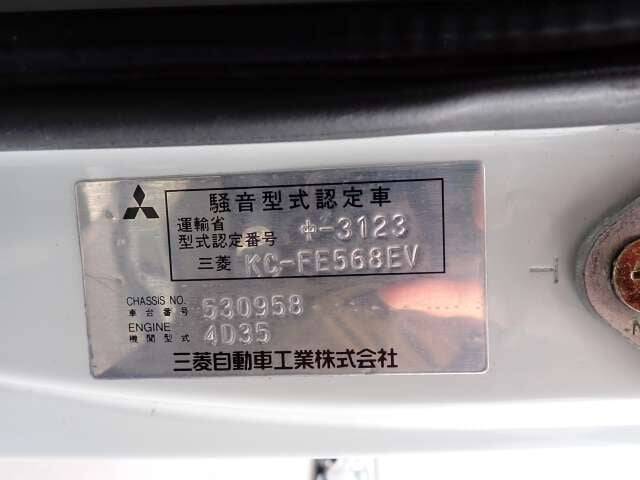 騒音型式認定車
運輸省
型式認定番号 ｻ-3123
三菱 KC-FE568EV
CHASSIS NO.
車台番号 530958
ENGINE
機関型式 4D35
三菱自動車工業株式会社